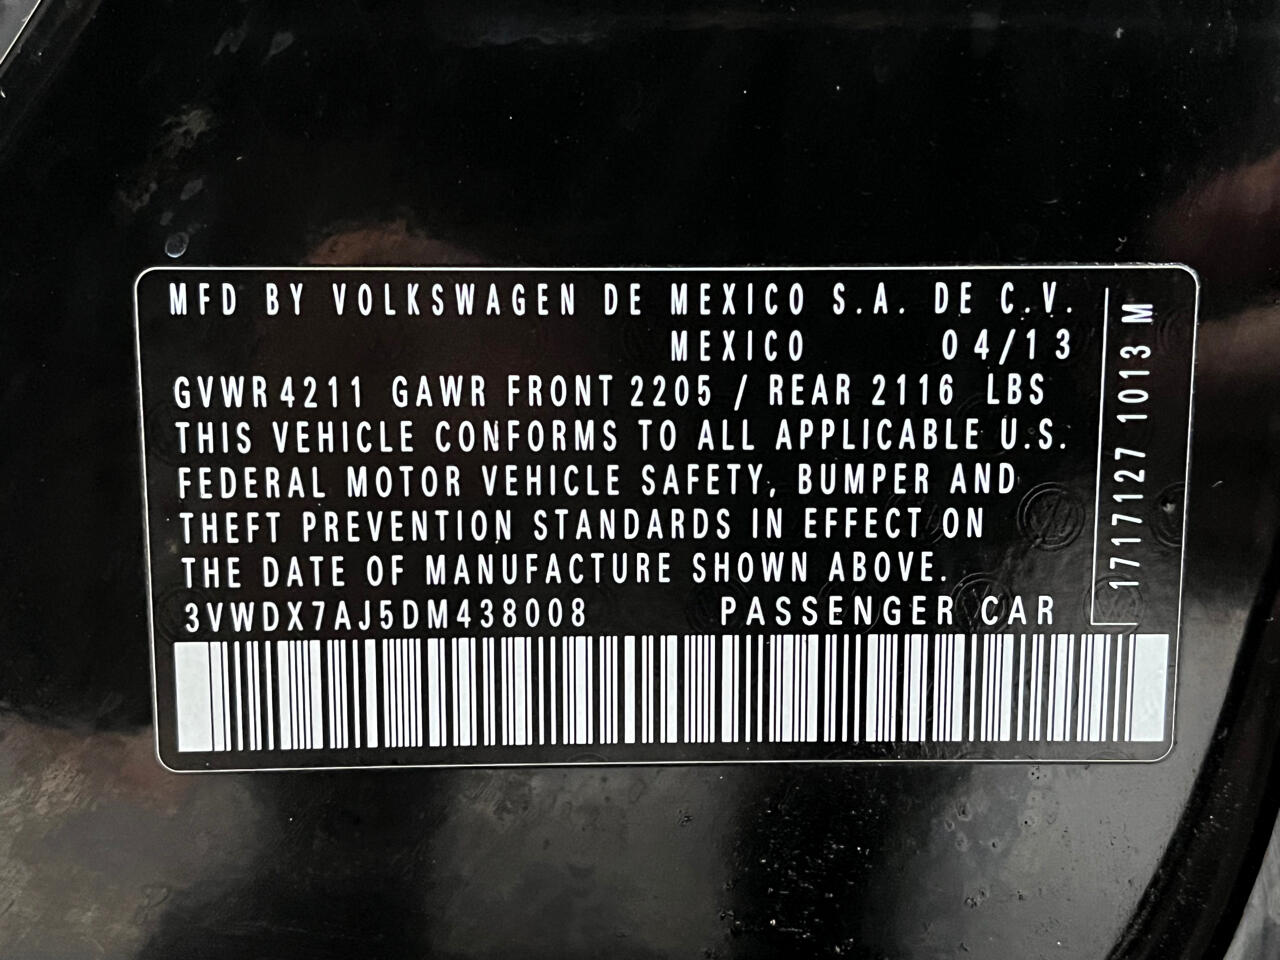 MFD BY VOLKSWAGEN DE MEXICO S.A. DE C.V.
MEXICO 04/13
GVWR 4211 GAWR FRONT 2205 / REAR 2116 LBS
THIS VEHICLE CONFORMS TO ALL APPLICABLE U.S.
FEDERAL MOTOR VEHICLE SAFETY, BUMPER AND
THEFT PREVENTION STANDARDS IN EFFECT ON
THE DATE OF MANUFACTURE SHOWN ABOVE.
3VWDX7AJ5DM438008 PASSENGER CAR
1717127 1013 M